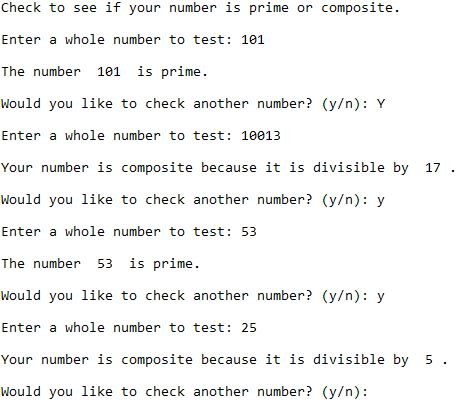 Check to see if your number is prime or composite.
Enter a whole number to test: 101
The number  101  is prime.
Would you like to check another number? (y/n): Y
Enter a whole number to test: 10013
Your number is composite because it is divisible by  17 .
Would you like to check another number? (y/n): y
Enter a whole number to test: 53
The number  53  is prime.
Would you like to check another number? (y/n): y
Enter a whole number to test: 25
Your number is composite because it is divisible by  5 .
Would you like to check another number? (y/n):